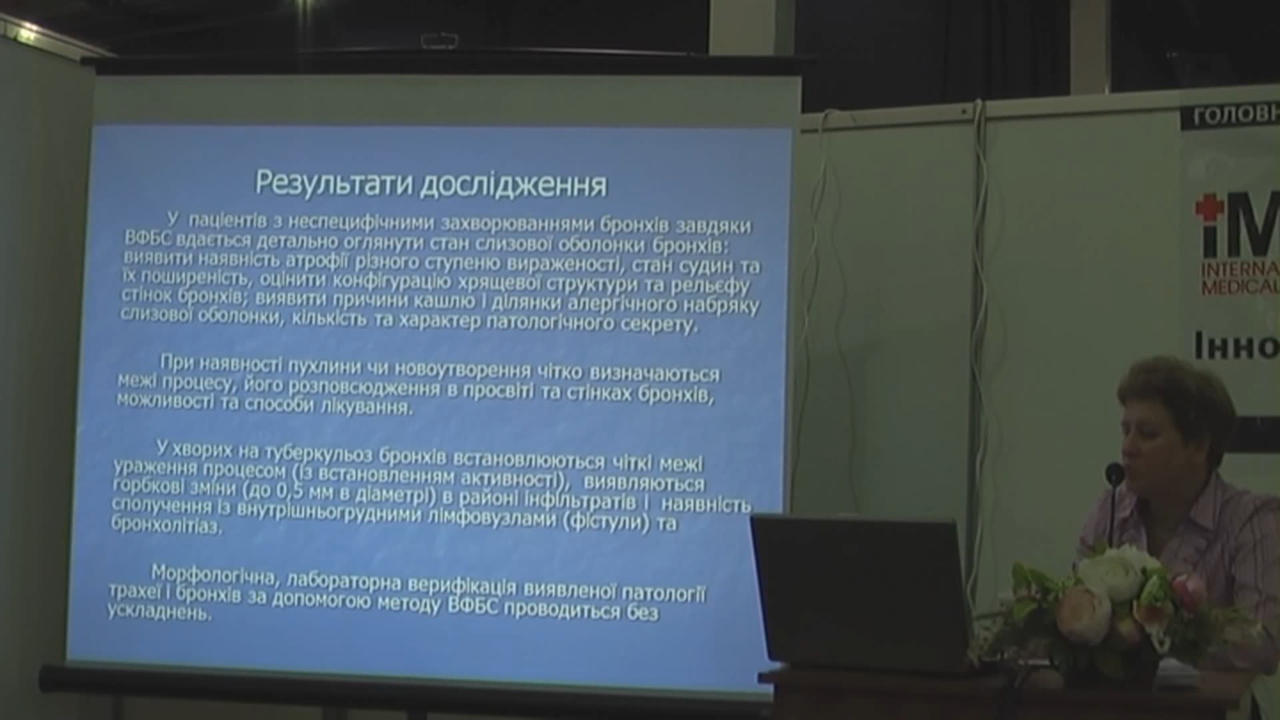 Результати дослідження
У пацієнтів з неспецифічними захворюваннями бронхів завдяки
ВФБС вдається детально оглянути стан слизової оболонки бронхів:
виявити наявність атрофії різного ступеню вираженості, стан судин та
їх поширеність, оцінити конфігурацію хрящевої структури та рельєфу
стінок бронхів; виявити причини кашлю і ділянки алергічного набряку
слизової оболонки, кількість та характер патологічного секрету.
При наявності пухлини чи новоутворення чітко визначаються
межі процесу, його розповсюдження в просвіті та стінках бронхів,
можливості та способи лікування.
У хворих на туберкульоз бронхів встановлюються чіткі межі
ураження процесом (із встановленням активності), виявляються
горбкові зміни (до 0,5 мм в діаметрі) в районі інфільтратів і наявність
сполучення із внутрішньогрудними лімфовузлами (фістули) та
бронхолітіаз.
Морфологічна, лабораторна верифікація виявленої патології
трахеї і бронхів за допомогою методу ВФБС проводиться без
ускладнень.
ГОЛОВН
iM
INTERNA
MEDICAL
Інно